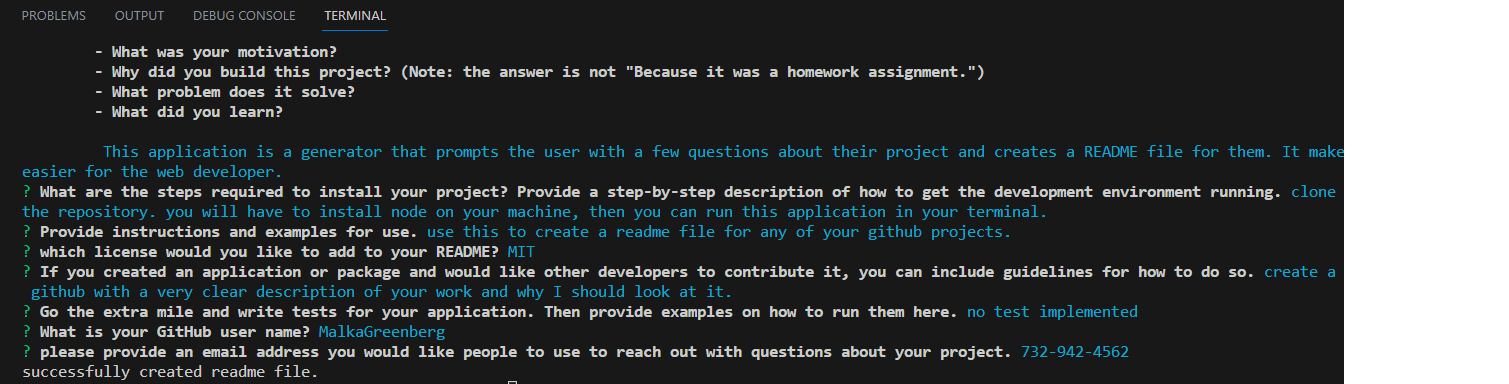 PROBLEMS OUTPUT DEBUG CONSOLE TERMINAL
- What was your motivation?
- Why did you build this project? (Note: the answer is not "Because it was a homework assignment.")
- What problem does it solve?
- What did you learn?
This application is a generator that prompts the user with a few questions about their project and creates a README file for them. It make
easier for the web developer.
? What are the steps required to install your project? Provide a step-by-step description of how to get the development environment running. clone
the repository. you will have to install node on your machine, then you can run this application in your terminal.
? Provide instructions and examples for use. use this to create a readme file for any of your github projects.
? which license would you like to add to your README? MIT
? If you created an application or package and would like other developers to contribute it, you can include guidelines for how to do so. create a
github with a very clear description of your work and why I should look at it.
? Go the extra mile and write tests for your application. Then provide examples on how to run them here. no test implemented
? What is your GitHub user name? MalkaGreenberg
? please provide an email address you would like people to use to reach out with questions about your project. 732-942-4562
successfully created readme file.